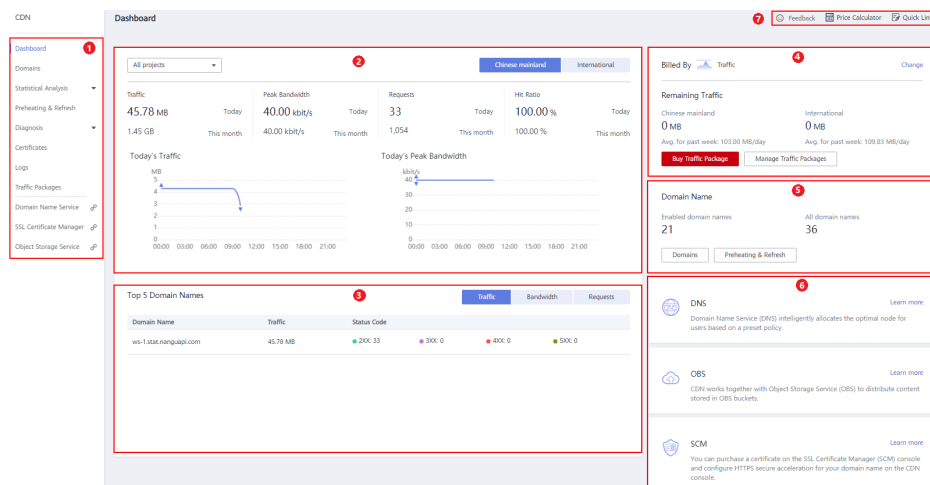 CDN
Dashboard
7
Feedback
Price Calculator
Quick Lin
Dashboard
1
Domains
Statistical Analysis
Preheating & Refresh
Diagnosis
Certificates
Logs
Traffic Packages
Domain Name Service
SSL Certificate Manager
Object Storage Service
2
All projects
Chinese mainland
International
Traffic
Peak Bandwidth
Requests
Hit Ratio
45.78 MB Today
40.00 kbit/s Today
33 Today
100.00 % Today
1.45 GB This month
40.00 kbit/s This month
1,054 This month
100.00 % This month
Today's Traffic
MB
5
4
3
2
1
0
00:00 03:00 06:00 09:00 12:00 15:00 18:00 21:00
Today's Peak Bandwidth
kbit/s
40
30
20
10
0
00:00 03:00 06:00 09:00 12:00 15:00 18:00 21:00
Top 5 Domain Names
3
Traffic
Bandwidth
Requests
Domain Name Traffic Status Code
ws-1.stat.nanguapi.com 45.78 MB 2XX: 33 3XX: 0 4XX: 0 5XX: 0
4
Billed By Traffic
Change
Remaining Traffic
Chinese mainland International
0 MB 0 MB
Avg. for past week: 103.00 MB/day Avg. for past week: 109.83 MB/day
Buy Traffic Package
Manage Traffic Packages
5
Domain Name
Enabled domain names All domain names
21 36
Domains
Preheating & Refresh
6
DNS Learn more
Domain Name Service (DNS) intelligently allocates the optimal node for
users based on a preset policy.
OBS Learn more
CDN works together with Object Storage Service (OBS) to distribute content
stored in OBS buckets.
SCM Learn more
You can purchase a certificate on the SSL Certificate Manager (SCM) console
and configure HTTPS secure acceleration for your domain name on the CDN
console.